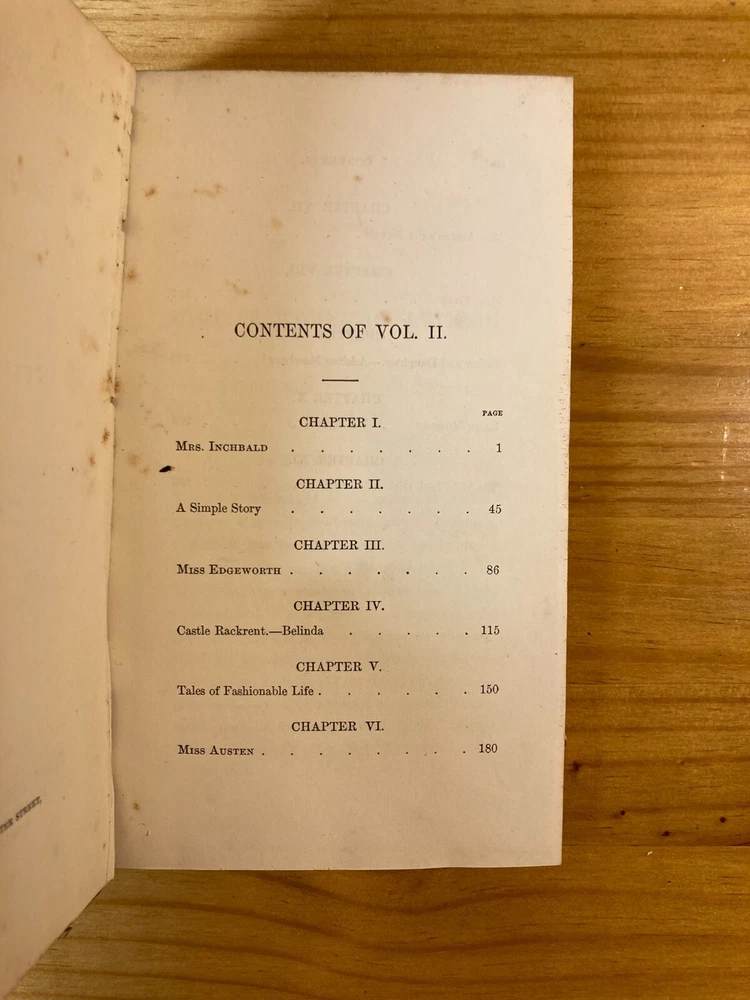 CONTENTS OF VOL. II.
PAGE
CHAPTER I.
MRS. INCHBALD . . . . . . . 1
CHAPTER II.
A Simple Story . . . . . . . 45
CHAPTER III.
MISS EDGEWORTH . . . . . . . 86
CHAPTER IV.
Castle Rackrent.—Belinda . . . . . 115
CHAPTER V.
Tales of Fashionable Life . . . . . . 150
CHAPTER VI.
MISS AUSTEN . . . . . . . . 180
STREET,